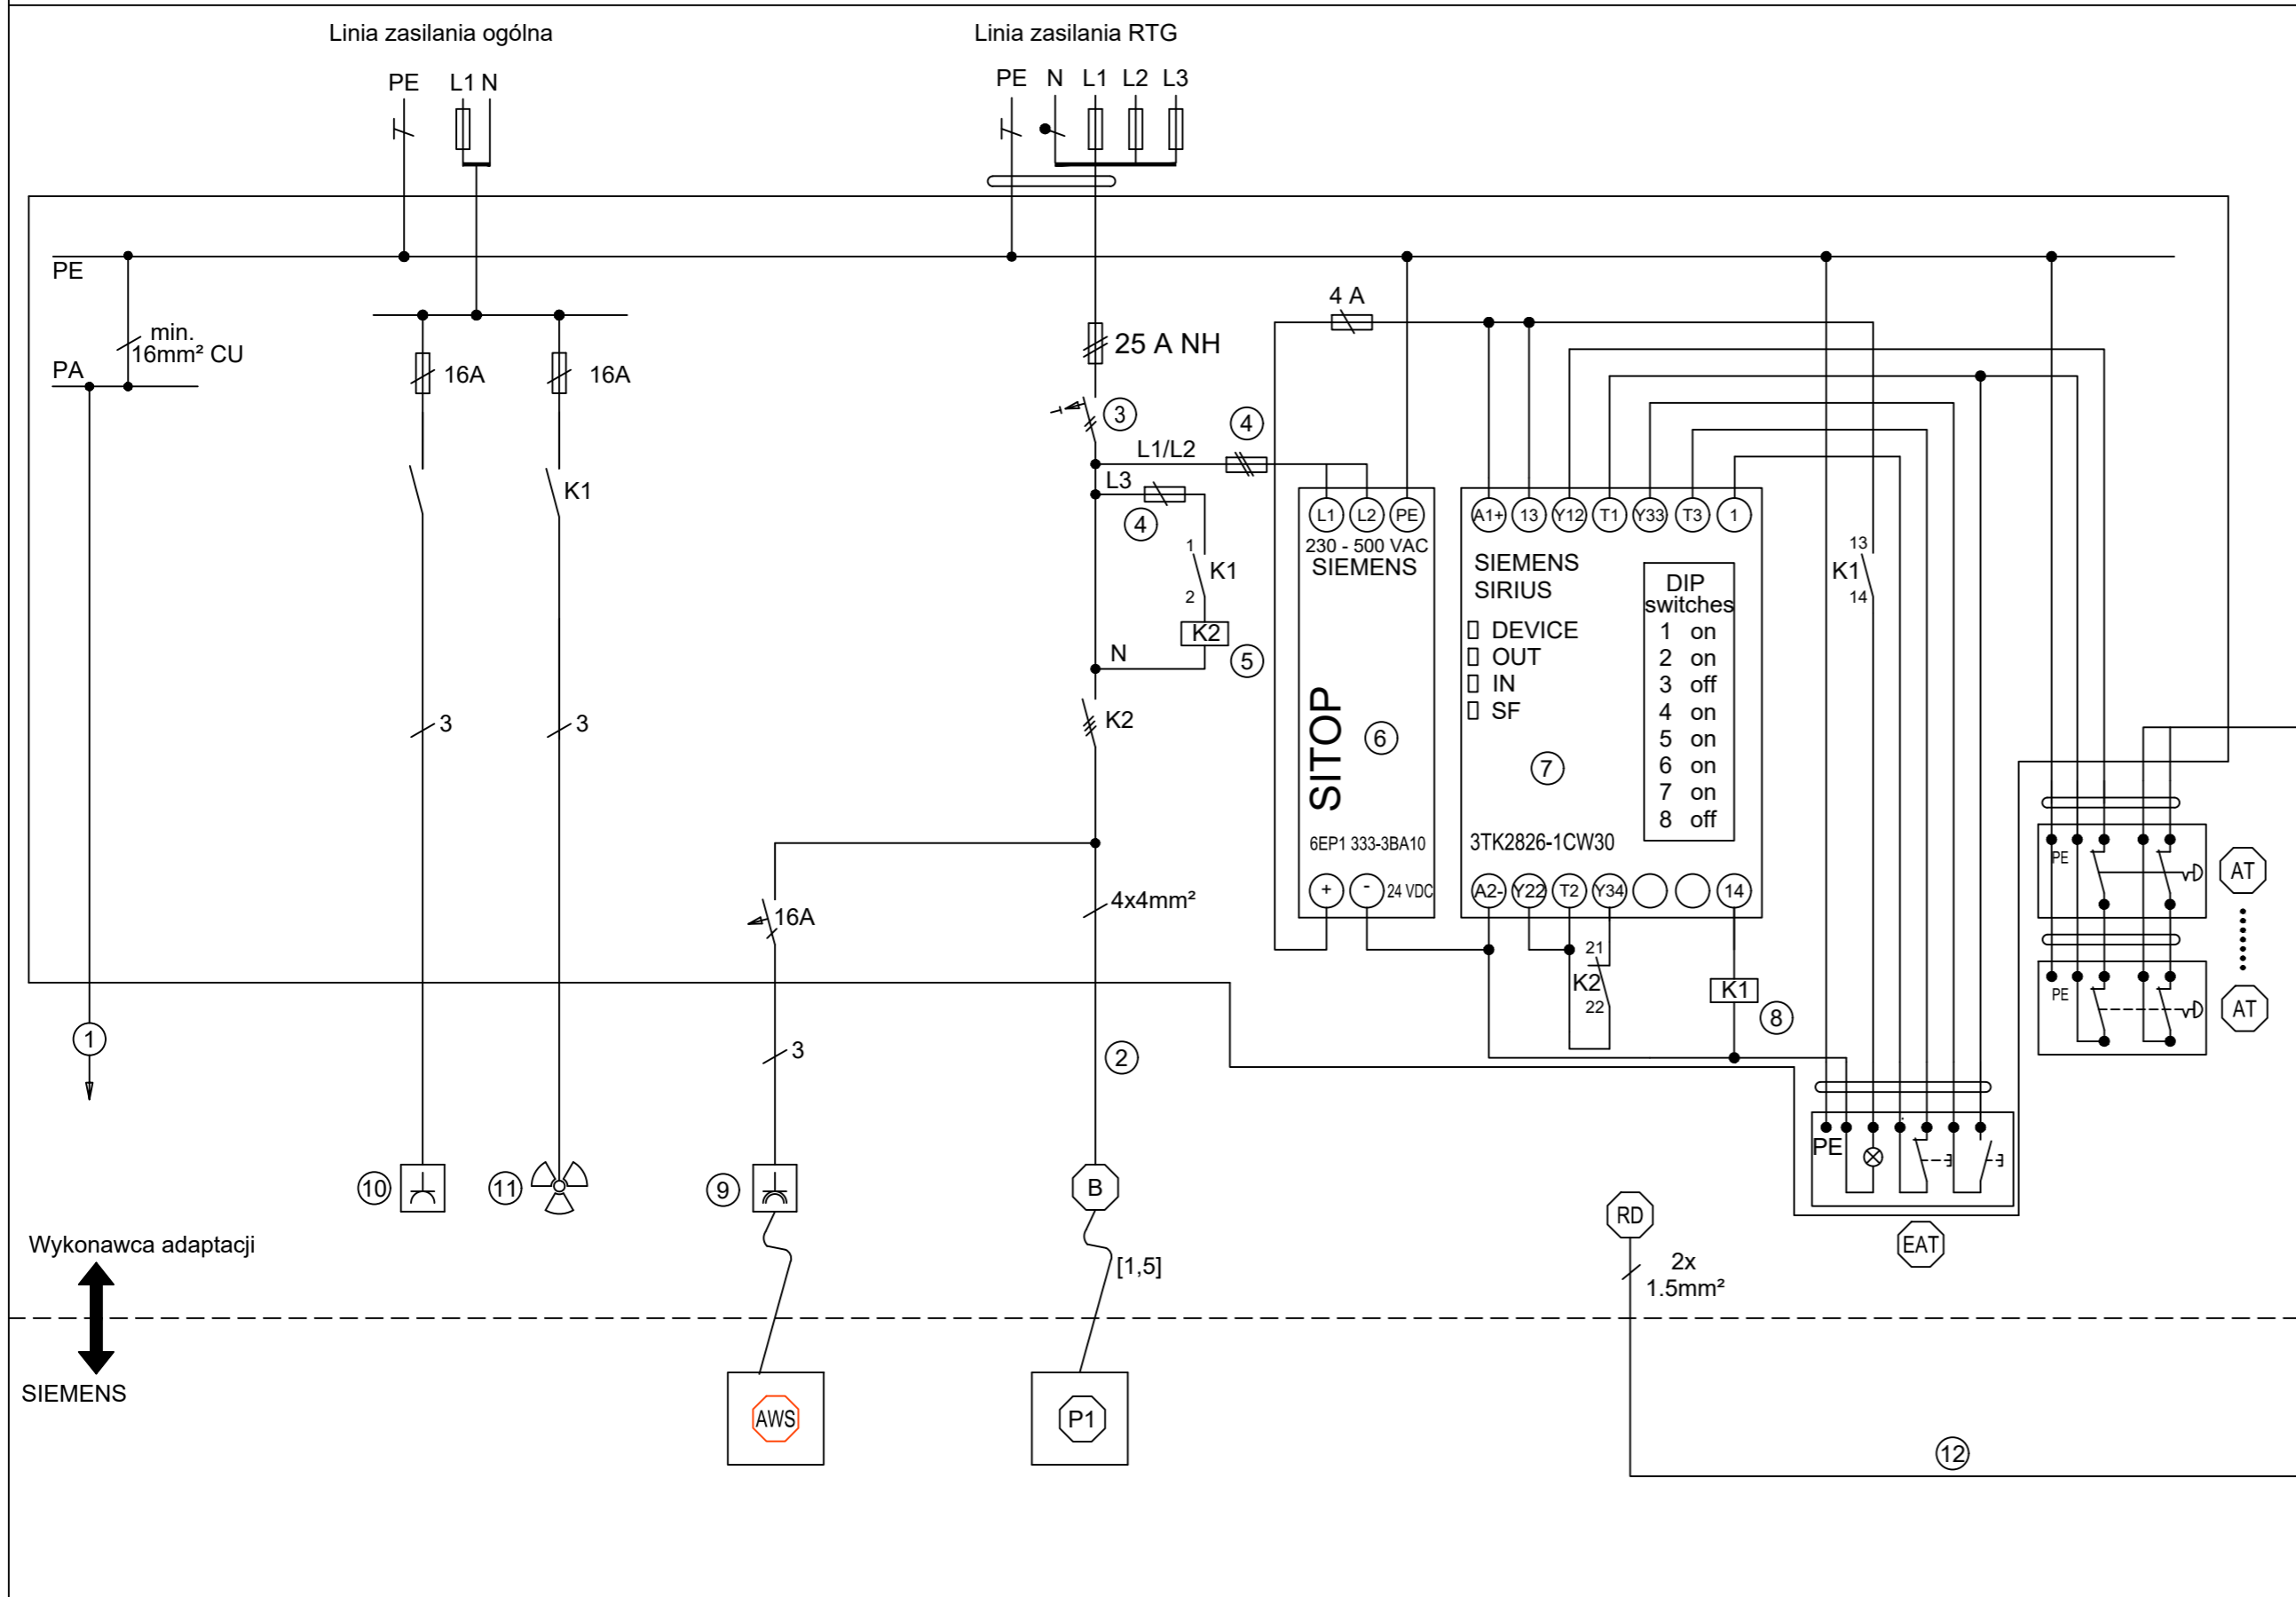 Linia zasilania ogólna
Linia zasilania RTG
PE L1 N
PE N L1 L2 L3
PE
min.
16mm² CU
PA
16A
16A
K1
3
3
25 A NH
3
4
L1/L2
L3
4
1
K1
2
K2
N
5
K2
4 A
L1 L2 PE
230 - 500 VAC
SIEMENS
SITOP
6
6EP1 333-3BA10
+ - 24 VDC
A1+ 13 Y12 T1 Y33 T3 1
SIEMENS
SIRIUS
DEVICE
OUT
IN
SF
7
DIP
switches
1 on
2 on
3 off
4 on
5 on
6 on
7 on
8 off
3TK2826-1CW30
A2- Y22 T2 Y34 14
21
K2
22
K1
8
13
K1
14
PE
AT
PE
AT
16A
4x4mm²
3
2
1
10
11
9
B
[1,5]
PE
EAT
RD
2x
1.5mm²
Wykonawca adaptacji
SIEMENS
AWS
P1
12